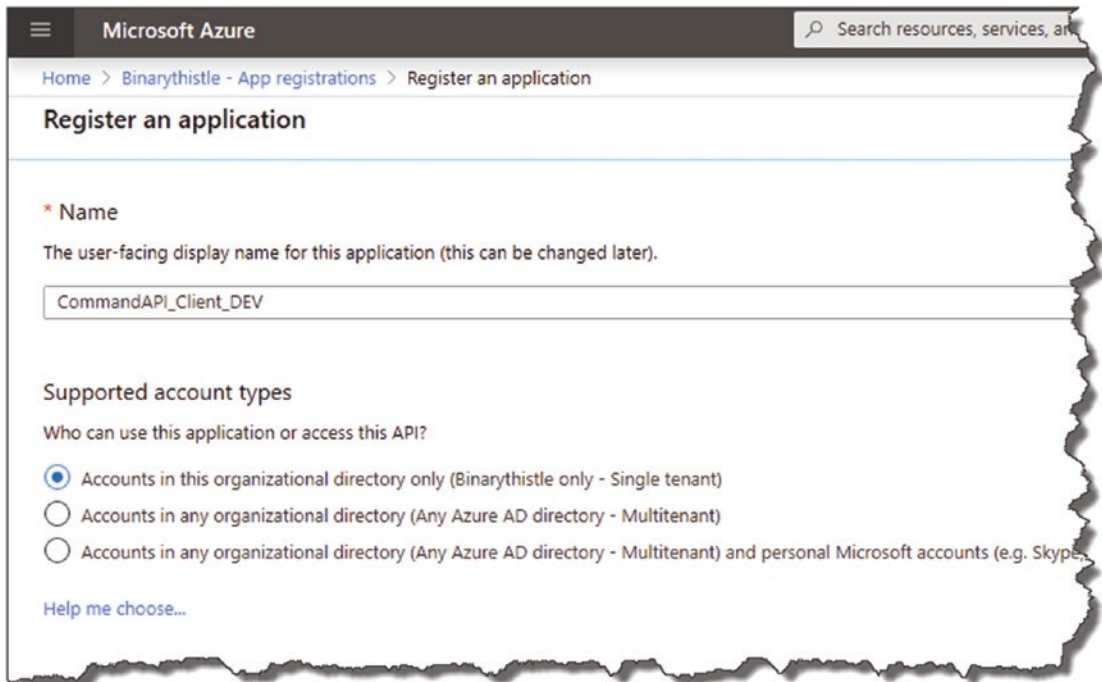 Microsoft Azure
Search resources, services,
Home > Binarythistle - App registrations > Register an application
Register an application
* Name
The user-facing display name for this application (this can be changed later).
CommandAPI_Client_DEV
Supported account types
Who can use this application or access this API?
Accounts in this organizational directory only (Binarythistle only - Single tenant)
Accounts in any organizational directory (Any Azure AD directory - Multitenant)
Accounts in any organizational directory (Any Azure AD directory - Multitenant) and personal Microsoft accounts (e.g. Skype,
Help me choose...